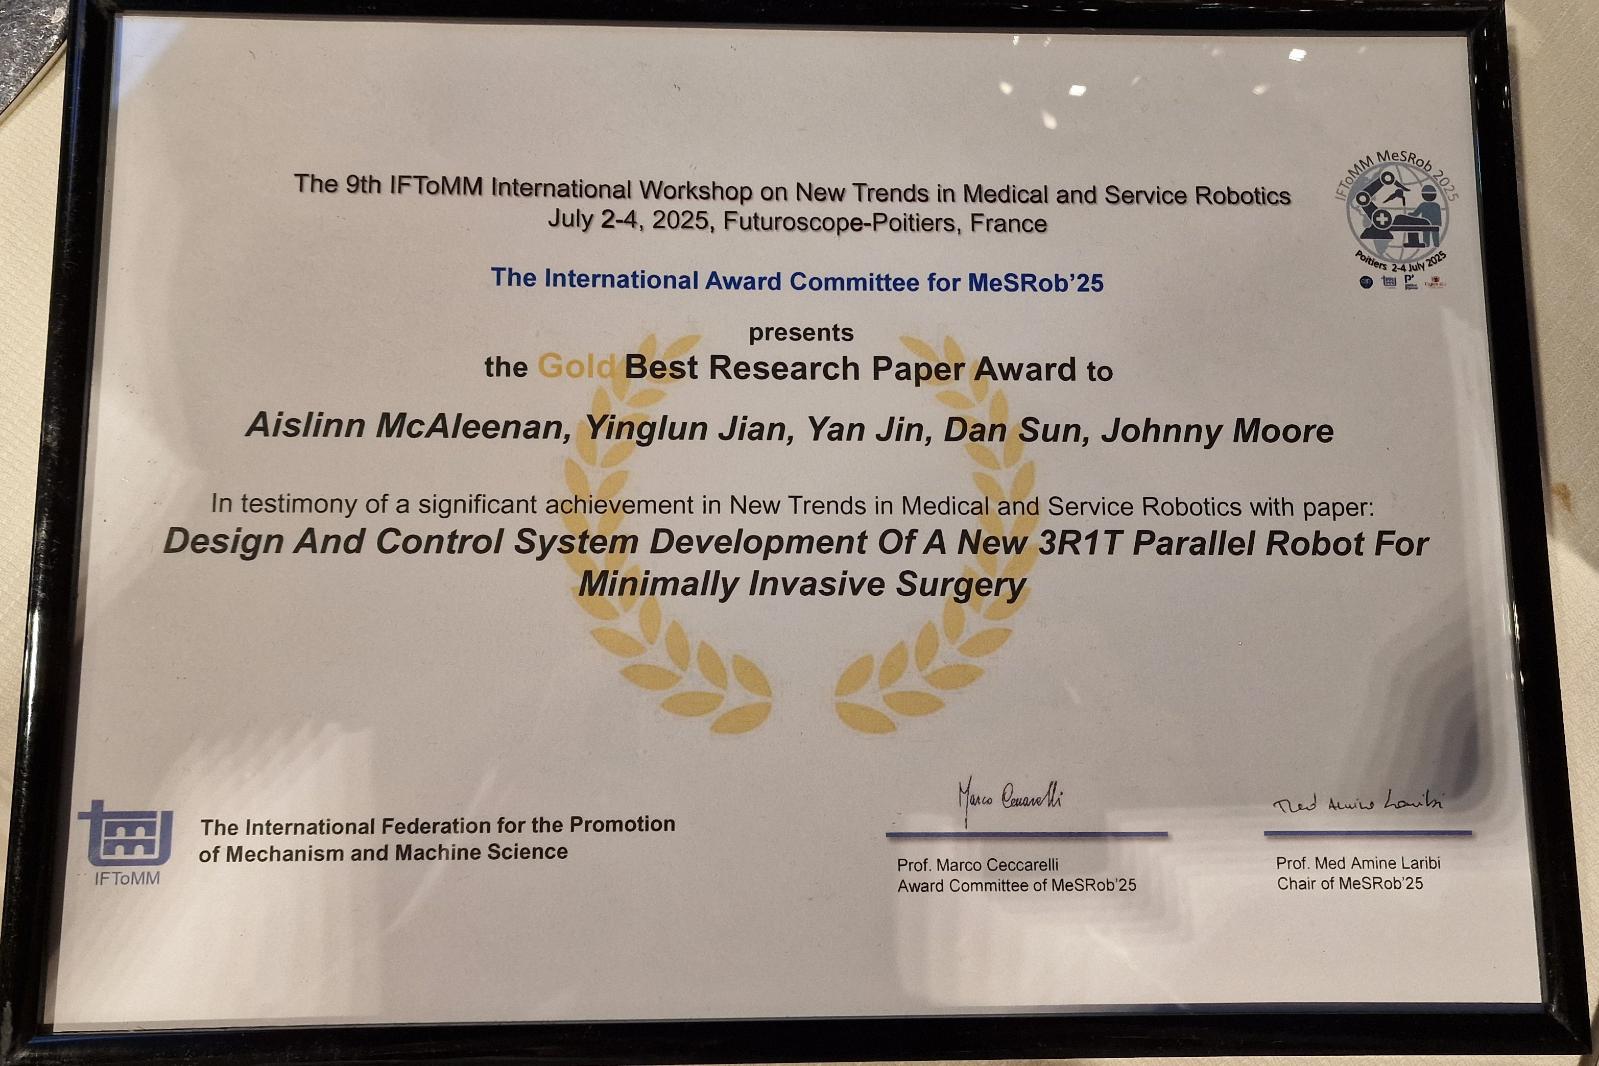 The 9th IFToMM International Workshop on New Trends in Medical and Service Robotics
July 2-4, 2025, Futuroscope-Poitiers, France
IFToMM MeSRob 2025
Poitiers 2-4 July 2025
The International Award Committee for MeSRob'25
presents
the Gold Best Research Paper Award to
Aislinn McAleenan, Yinglun Jian, Yan Jin, Dan Sun, Johnny Moore
In testimony of a significant achievement in New Trends in Medical and Service Robotics with paper:
Design And Control System Development Of A New 3R1T Parallel Robot For
Minimally Invasive Surgery
IFToMM
The International Federation for the Promotion
of Mechanism and Machine Science
Marco Ceccarelli
Prof. Marco Ceccarelli
Award Committee of MeSRob'25
Med Amine Laribi
Prof. Med Amine Laribi
Chair of MeSRob'25